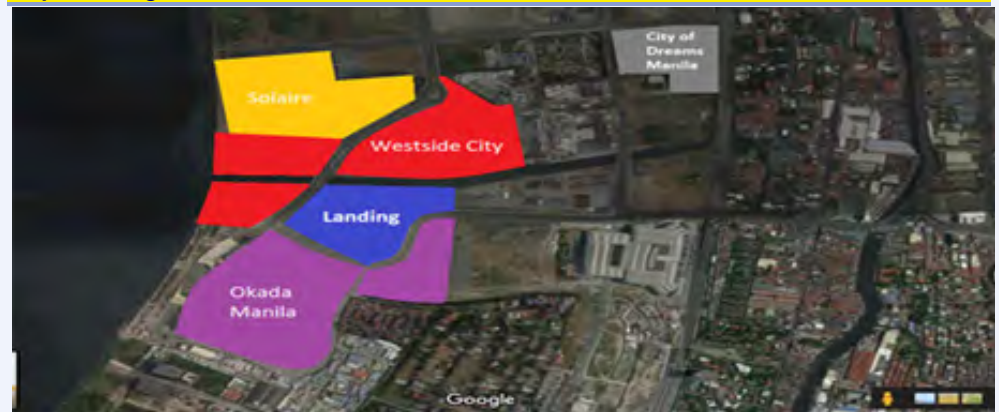 City of
Dreams
Manila
Solaire
Westside City
Landing
Okada
Manila
Google